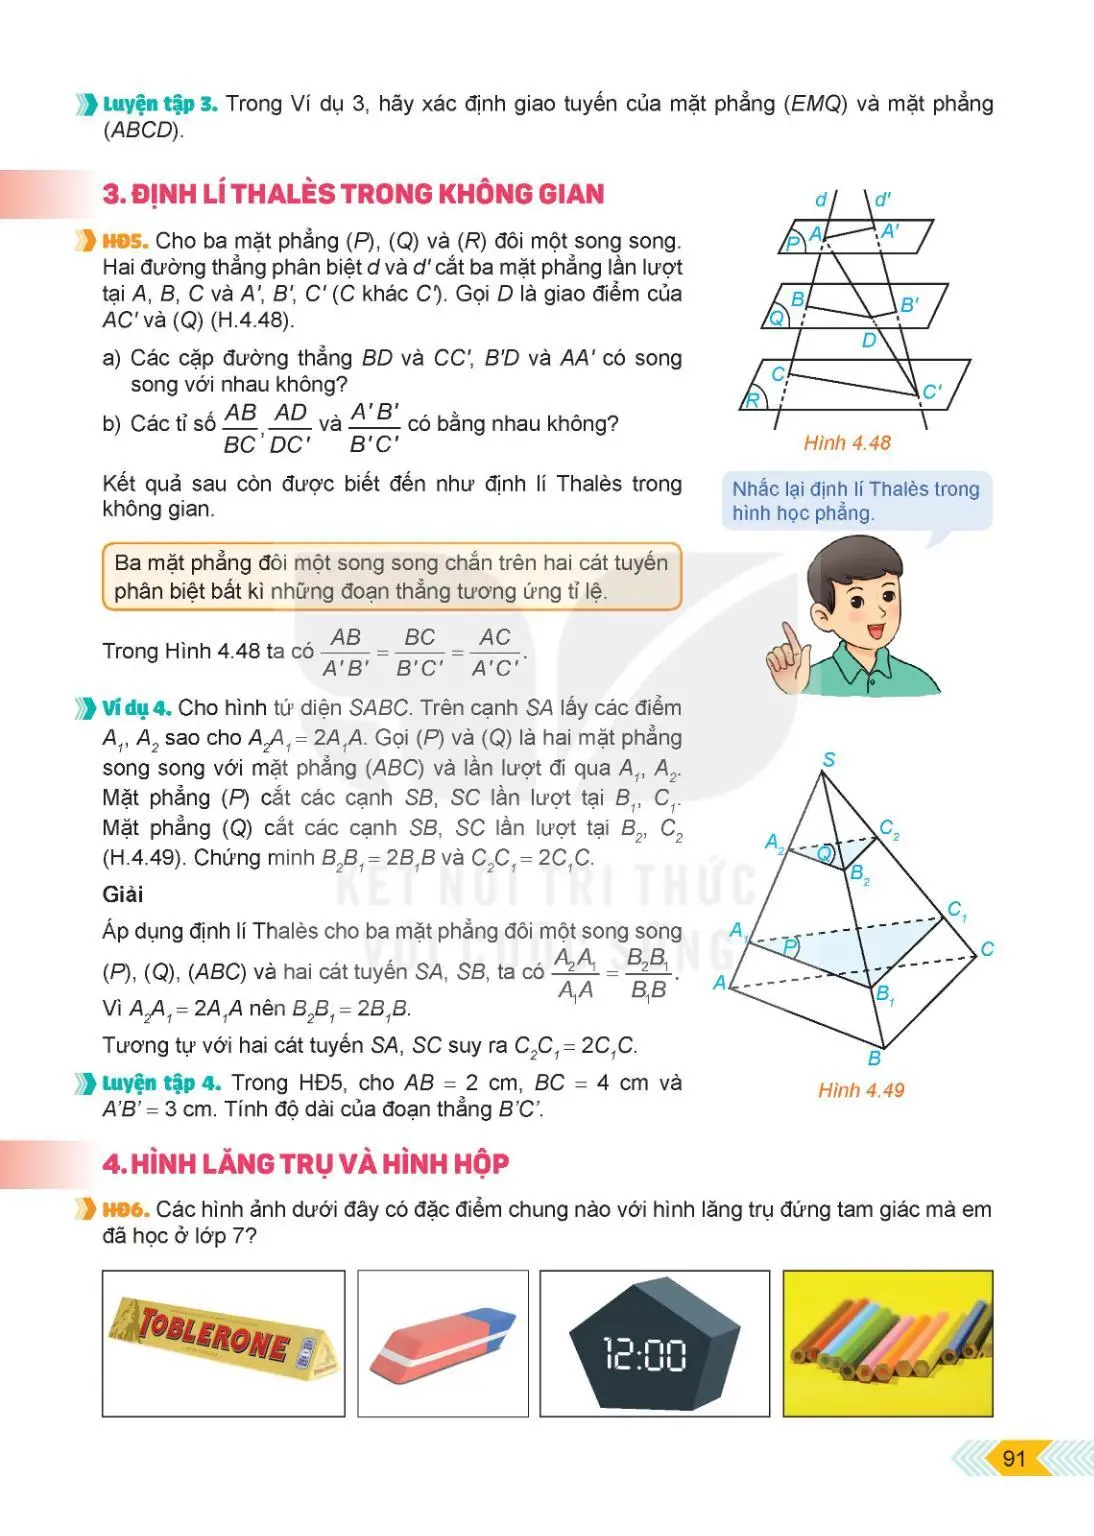 Luyện tập 3. Trong Ví dụ 3, hãy xác định giao tuyến của mặt phẳng (EMQ) và mặt phẳng
(ABCD).
3. ĐỊNH LÍ THALÈS TRONG KHÔNG GIAN
HĐ5. Cho ba mặt phẳng (P), (Q) và (R) đôi một song song.
Hai đường thẳng phân biệt d và d' cắt ba mặt phẳng lần lượt
tại A, B, C và A', B', C' (C khác C'). Gọi D là giao điểm của
AC' và (Q) (H.4.48).
a) Các cặp đường thẳng BD và CC', B'D và AA' có song
song với nhau không?
b) Các tỉ số AB/BC, AD/DC' và A'B'/B'C' có bằng nhau không?
d d'
P A A'
Q B B'
D
R C C'
Hình 4.48
Kết quả sau còn được biết đến như định lí Thalès trong
không gian.
Nhắc lại định lí Thalès trong
hình học phẳng.
Ba mặt phẳng đôi một song song chắn trên hai cát tuyến
phân biệt bất kì những đoạn thẳng tương ứng tỉ lệ.
Trong Hình 4.48 ta có AB/A'B' = BC/B'C' = AC/A'C'.
Ví dụ 4. Cho hình tứ diện SABC. Trên cạnh SA lấy các điểm
A₁, A₂ sao cho A₂A₁ = 2A₁A. Gọi (P) và (Q) là hai mặt phẳng
song song với mặt phẳng (ABC) và lần lượt đi qua A₁, A₂.
Mặt phẳng (P) cắt các cạnh SB, SC lần lượt tại B₁, C₁.
Mặt phẳng (Q) cắt các cạnh SB, SC lần lượt tại B₂, C₂
(H.4.49). Chứng minh B₂B₁ = 2B₁B và C₂C₁ = 2C₁C.
Giải
Áp dụng định lí Thalès cho ba mặt phẳng đôi một song song
(P), (Q), (ABC) và hai cát tuyến SA, SB, ta có A₂A₁/A₁A = B₂B₁/B₁B.
Vì A₂A₁ = 2A₁A nên B₂B₁ = 2B₁B.
Tương tự với hai cát tuyến SA, SC suy ra C₂C₁ = 2C₁C.
S
A₂ Q C₂
B₂
A₁ P C₁
A B₁ C
B
Hình 4.49
Luyện tập 4. Trong HĐ5, cho AB = 2 cm, BC = 4 cm và
A'B' = 3 cm. Tính độ dài của đoạn thẳng B'C'.
KẾT NỐI TRI THỨC
VỚI CUỘC SỐNG
4. HÌNH LĂNG TRỤ VÀ HÌNH HỘP
HĐ6. Các hình ảnh dưới đây có đặc điểm chung nào với hình lăng trụ đứng tam giác mà em
đã học ở lớp 7?
TOBLERONE
12:00
91